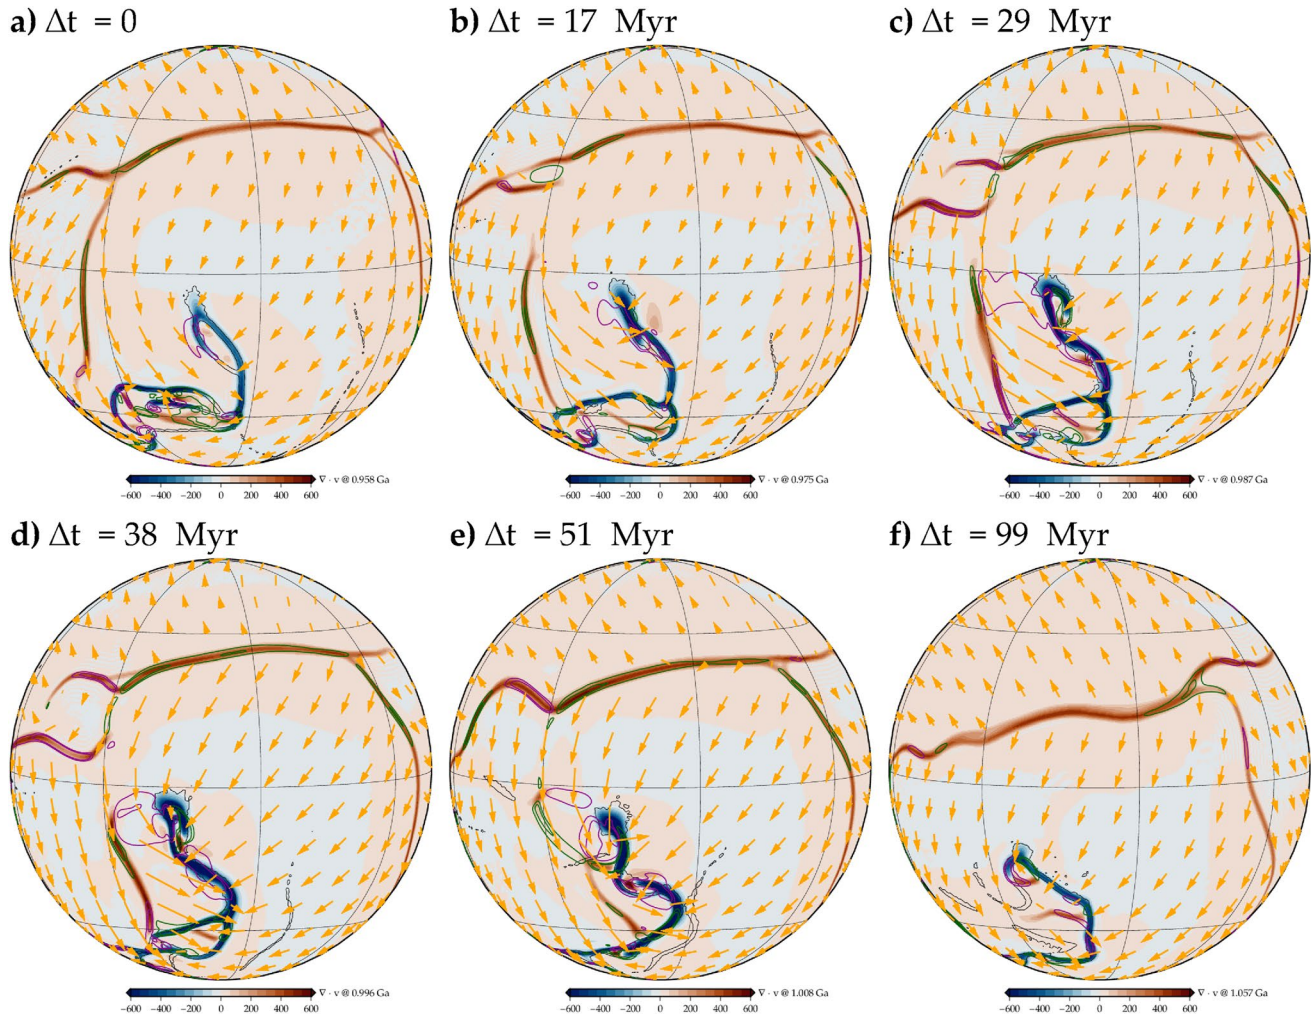 a) Δt = 0
b) Δt = 17 Myr
c) Δt = 29 Myr
−600 −400 −200 0 200 400 600 ∇ · v @ 0.958 Ga
−600 −400 −200 0 200 400 600 ∇ · v @ 0.975 Ga
−600 −400 −200 0 200 400 600 ∇ · v @ 0.987 Ga
d) Δt = 38 Myr
e) Δt = 51 Myr
f) Δt = 99 Myr
−600 −400 −200 0 200 400 600 ∇ · v @ 0.996 Ga
−600 −400 −200 0 200 400 600 ∇ · v @ 1.008 Ga
−600 −400 −200 0 200 400 600 ∇ · v @ 1.057 Ga